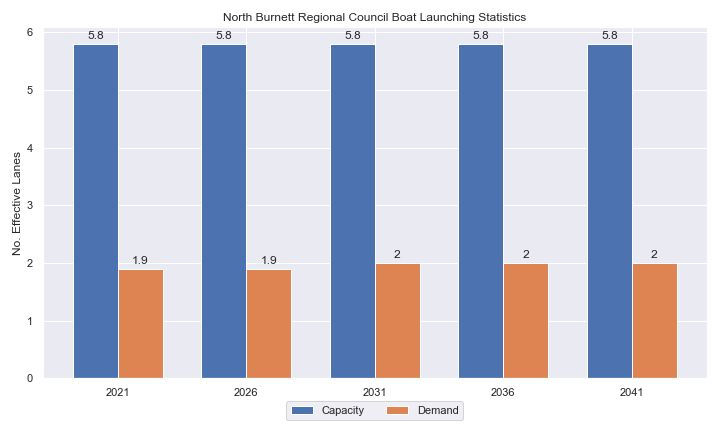 North Burnett Regional Council Boat Launching Statistics
6
5
4
3
2
1
0
No. Effective Lanes
5.8 5.8 5.8 5.8 5.8
1.9 1.9 2 2 2
2021 2026 2031 2036 2041
Capacity Demand